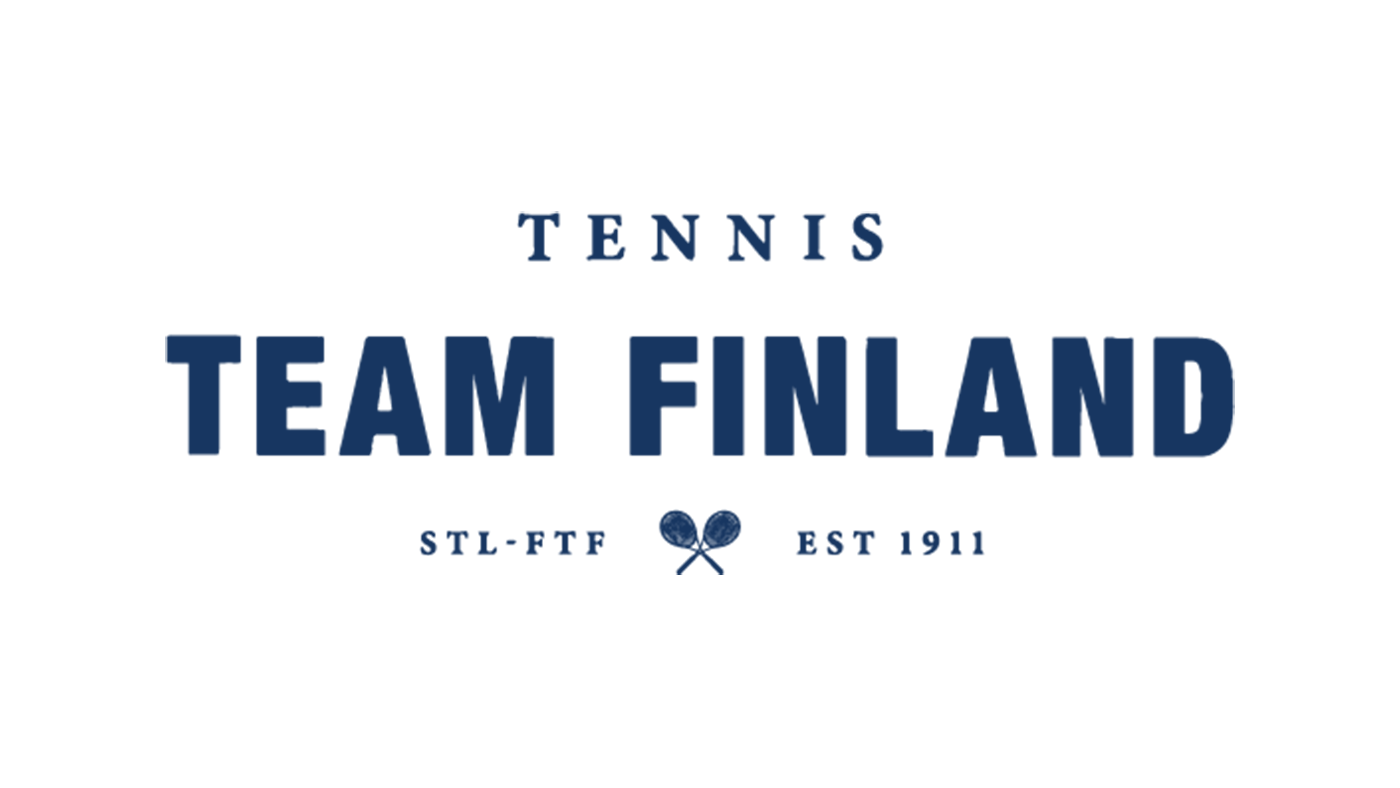 TENNIS
TEAM FINLAND
STL-FTF EST 1911